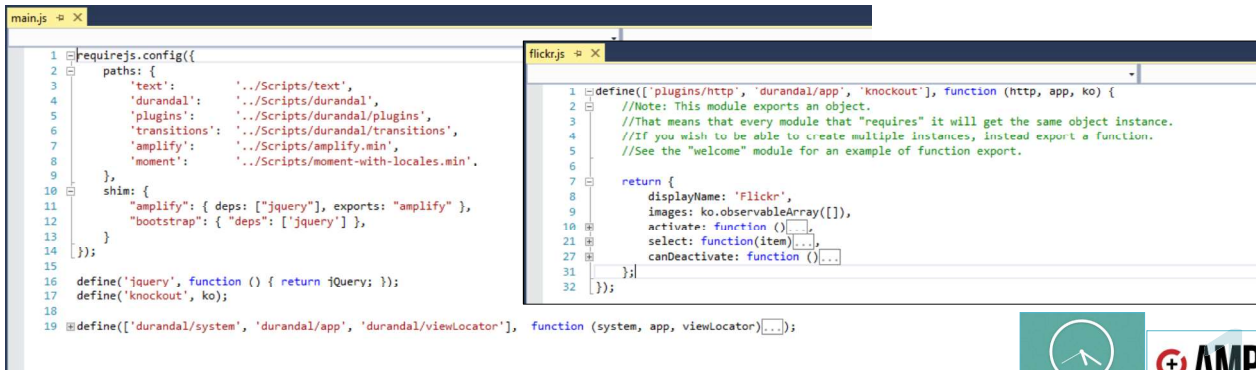 main.js
1 requirejs.config({
2 paths: {
3 'text': '../Scripts/text',
4 'durandal': '../Scripts/durandal',
5 'plugins': '../Scripts/durandal/plugins',
6 'transitions': '../Scripts/durandal/transitions',
7 'amplify': '../Scripts/amplify.min',
8 'moment': '../Scripts/moment-with-locales.min'.
9 },
10 shim: {
11 "amplify": { deps: ["jquery"], exports: "amplify" },
12 "bootstrap": { "deps": ['jquery'] },
13 }
14 });
15
16 define('jquery', function () { return jQuery; });
17 define('knockout', ko);
18
19 define(['durandal/system', 'durandal/app', 'durandal/viewLocator'], function (system, app, viewLocator)...);
flickr.js
1 define(['plugins/http', 'durandal/app', 'knockout'], function (http, app, ko) {
2 //Note: This module exports an object.
3 //That means that every module that "requires" it will get the same object instance.
4 //If you wish to be able to create multiple instances, instead export a function.
5 //See the "welcome" module for an example of function export.
6
7 return {
8 displayName: 'Flickr',
9 images: ko.observableArray([]),
10 activate: function ()...,
21 select: function(item)...,
27 canDeactivate: function ()...
31 };
32 });